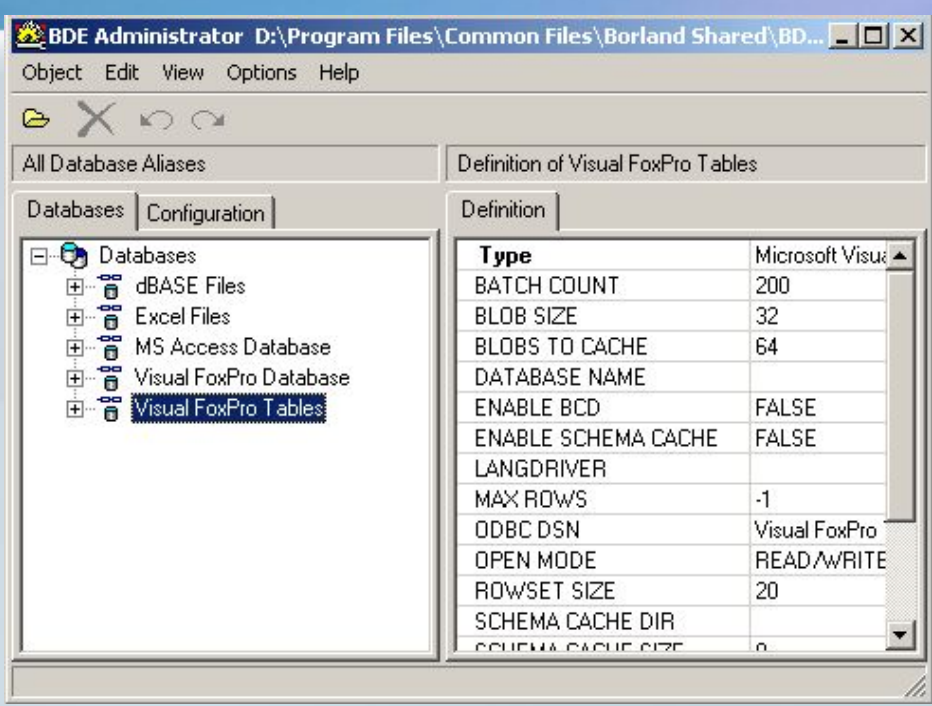 BDE Administrator D:\Program Files\Common Files\Borland Shared\BD...
Object Edit View Options Help
All Database Aliases
Definition of Visual FoxPro Tables
Databases Configuration
Definition
Databases
dBASE Files
Excel Files
MS Access Database
Visual FoxPro Database
Visual FoxPro Tables
Type Microsoft Visua
BATCH COUNT 200
BLOB SIZE 32
BLOBS TO CACHE 64
DATABASE NAME
ENABLE BCD FALSE
ENABLE SCHEMA CACHE FALSE
LANGDRIVER
MAX ROWS -1
ODBC DSN Visual FoxPro
OPEN MODE READ/WRITE
ROWSET SIZE 20
SCHEMA CACHE DIR
SCHEMA CACHE SIZE